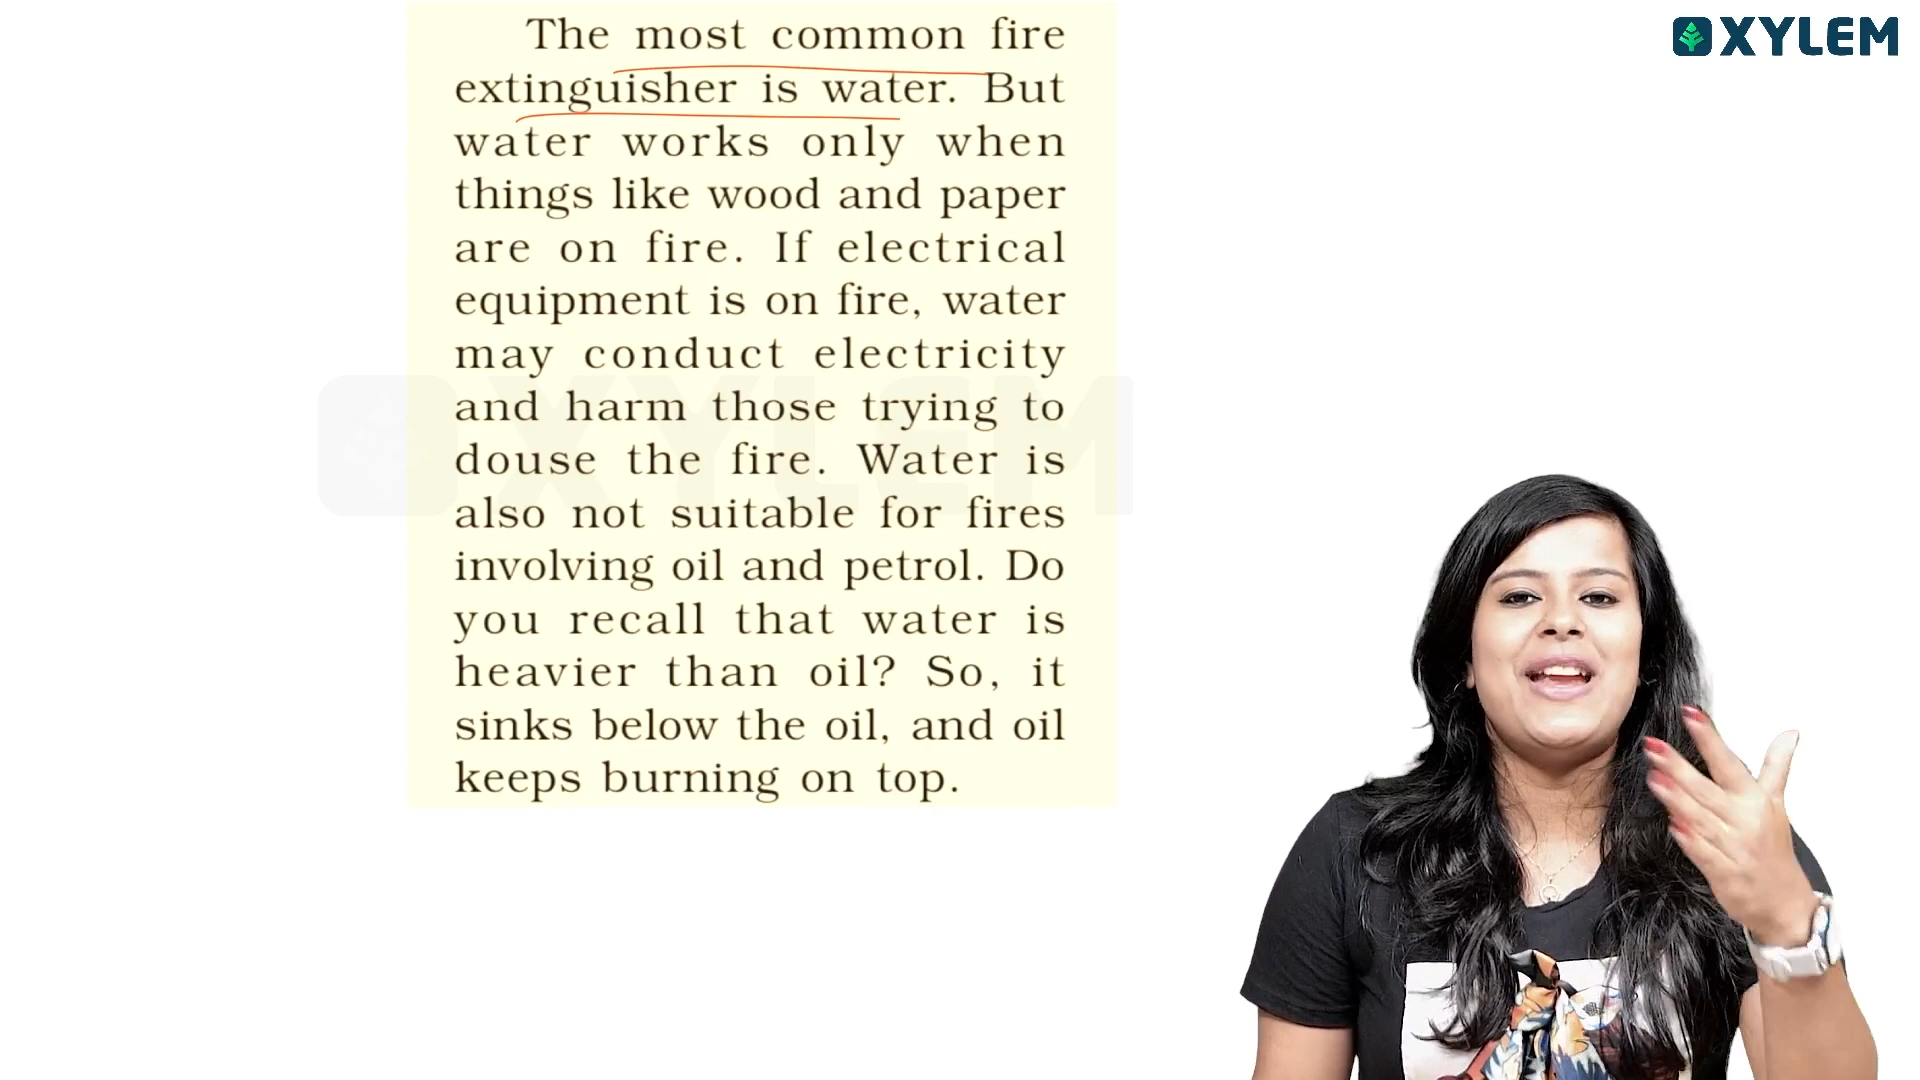 The most common fire
extinguisher is water. But
water works only when
things like wood and paper
are on fire. If electrical
equipment is on fire, water
may conduct electricity
and harm those trying to
douse the fire. Water is
also not suitable for fires
involving oil and petrol. Do
you recall that water is
heavier than oil? So, it
sinks below the oil, and oil
keeps burning on top.
XYLEM
XYLEM